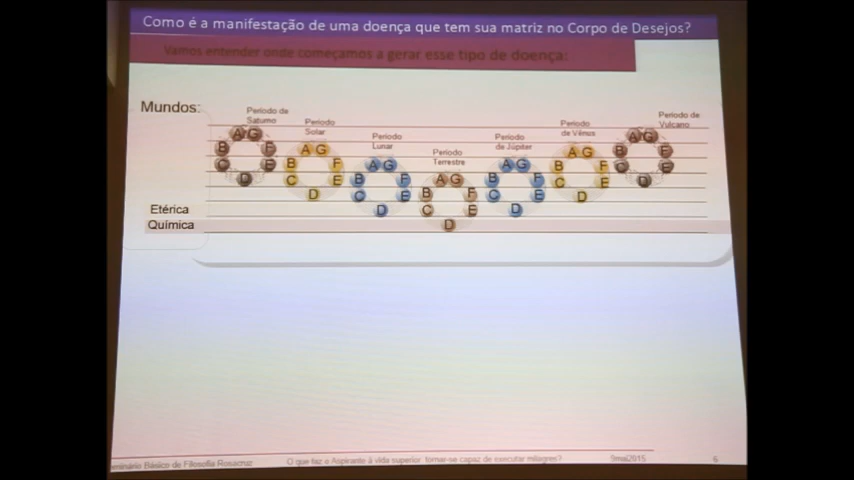 Como é a manifestação de uma doença que tem sua matriz no Corpo de Desejos?
Vamos entender onde começamos a gerar esse tipo de doença:
Mundos:
Período de
Saturno
Período
Solar
Período
Lunar
Período
Terrestre
Período
de Júpiter
Período
de Vênus
Período de
Vulcano
A G
B F
C E
D
A G
B F
C E
D
A G
B F
C E
D
A G
B F
C E
D
A G
B F
C E
D
A G
B F
C E
D
A G
B F
C E
D
Etérica
Química
Básico de Filosofia Rosacruz
O que faz o Aspirante à vida superior tornar-se capaz de executar milagres?
9mai2015
6